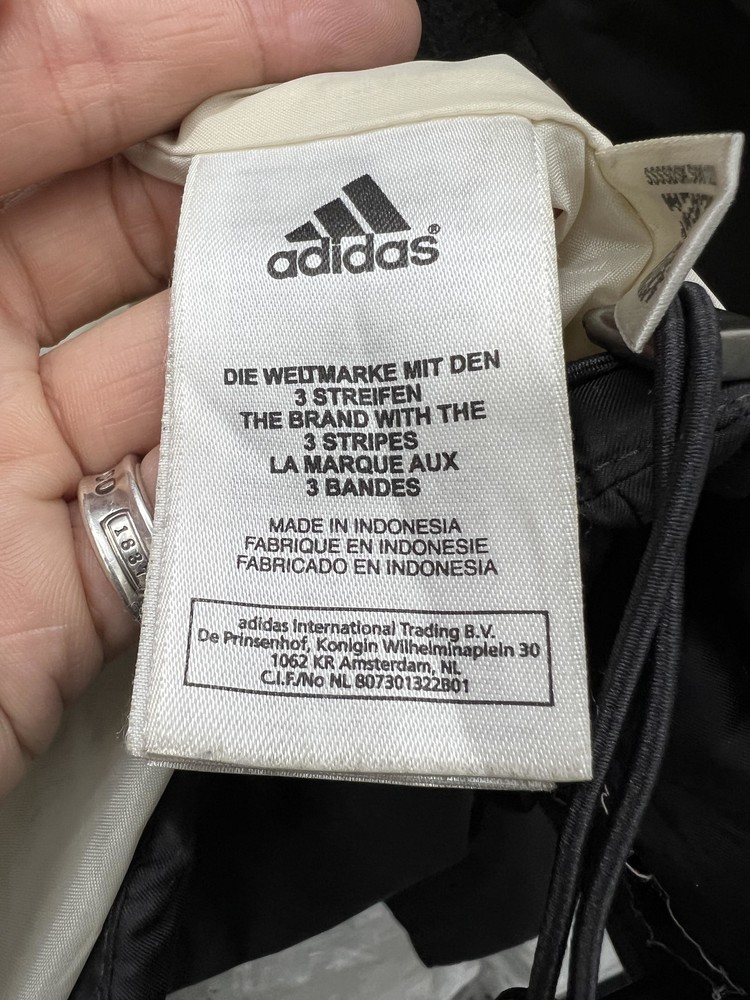 adidas®
DIE WELTMARKE MIT DEN
3 STREIFEN
THE BRAND WITH THE
3 STRIPES
LA MARQUE AUX
3 BANDES
MADE IN INDONESIA
FABRIQUE EN INDONESIE
FABRICADO EN INDONESIA
adidas International Trading B.V.
De Prinsenhof, Konigin Wilhelminaplein 30
1062 KR Amsterdam, NL
C.I.F./No NL 807301322B01